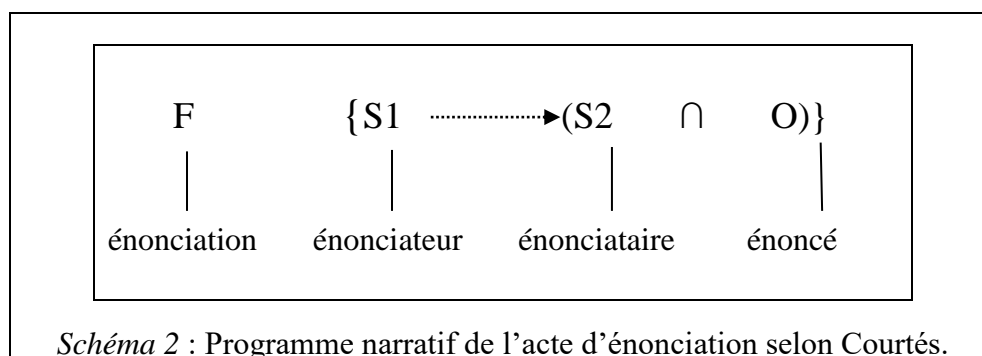 F {S1 (S2 ∩ O)}
énonciation énonciateur énonciataire énoncé
Schéma 2 : Programme narratif de l’acte d’énonciation selon Courtés.